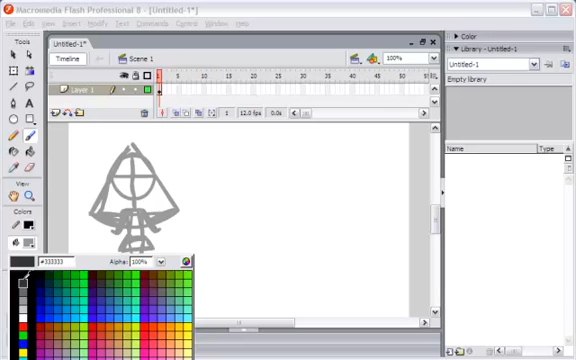 Macromedia Flash Professional 8 - [Untitled-1*]
File Edit View Insert Modify Text Commands Control Window Help
Tools
View
Colors
Untitled-1*
Timeline
Scene 1
100%
1 5 10 15 20 25 30 35 40 45 50 55
Layer 1
1 12.0 fps 0.0s
#333333 Alpha: 100%
Color
Library - Untitled-1
Untitled-1
Empty library
Name Type